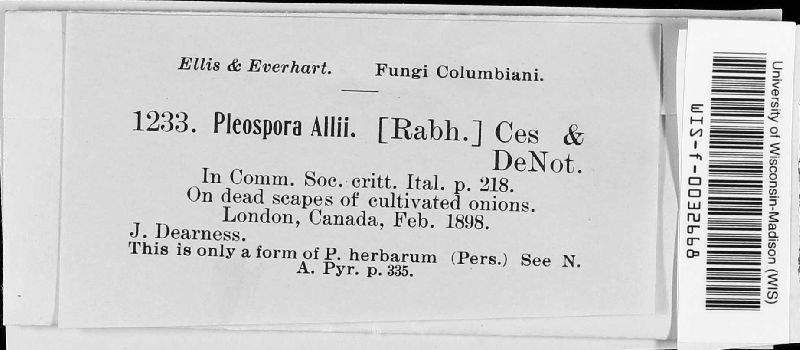 Ellis & Everhart. Fungi Columbiani.
1233. Pleospora Allii. [Rabh.] Ces &
DeNot.
In Comm. Soc. critt. Ital. p. 218.
On dead scapes of cultivated onions.
London, Canada, Feb. 1898.
J. Dearness.
This is only a form of P. herbarum (Pers.) See N.
A. Pyr. p. 335.
University of Wisconsin-Madison (WIS)
WIS-f-0032668